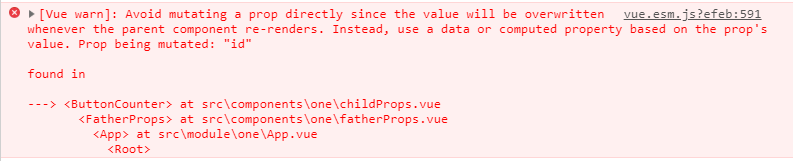 [Vue warn]: Avoid mutating a prop directly since the value will be overwritten vue.esm.js?efeb:591
whenever the parent component re-renders. Instead, use a data or computed property based on the prop's
value. Prop being mutated: "id"
found in
---> <ButtonCounter> at src\components\one\childProps.vue
<FatherProps> at src\components\one\fatherProps.vue
<App> at src\module\one\App.vue
<Root>